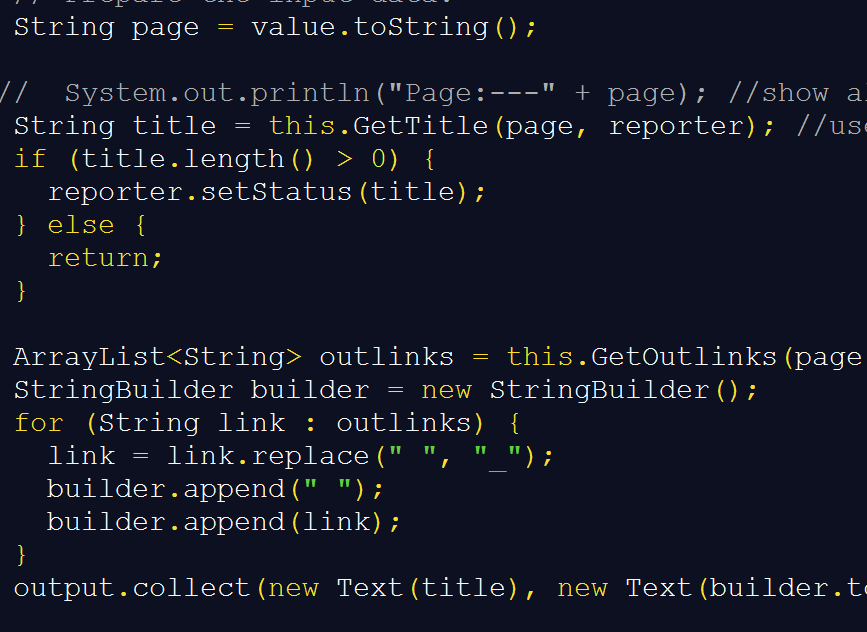 // Prepare the input data.
String page = value.toString();
//  System.out.println("Page:---" + page); //show
String title = this.GetTitle(page, reporter); //
if (title.length() > 0) {
  reporter.setStatus(title);
} else {
  return;
}
ArrayList<String> outlinks = this.GetOutlinks(page
StringBuilder builder = new StringBuilder();
for (String link : outlinks) {
  link = link.replace(" ", "_");
  builder.append(" ");
  builder.append(link);
}
output.collect(new Text(title), new Text(builder.